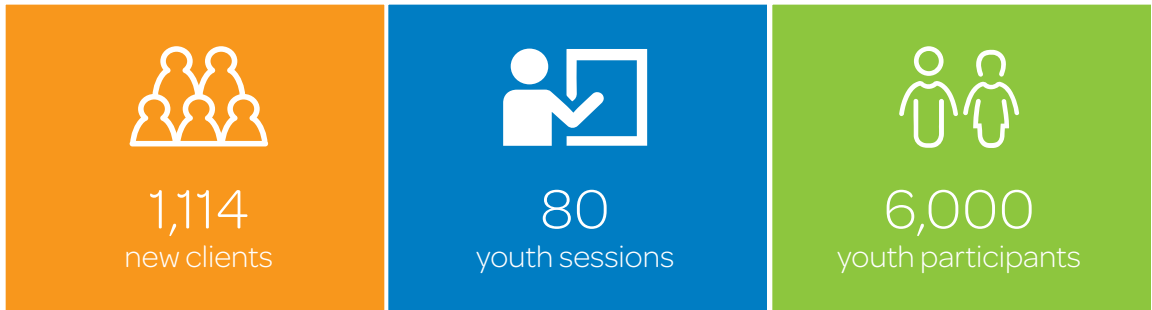 1,114
new clients
80
youth sessions
6,000
youth participants